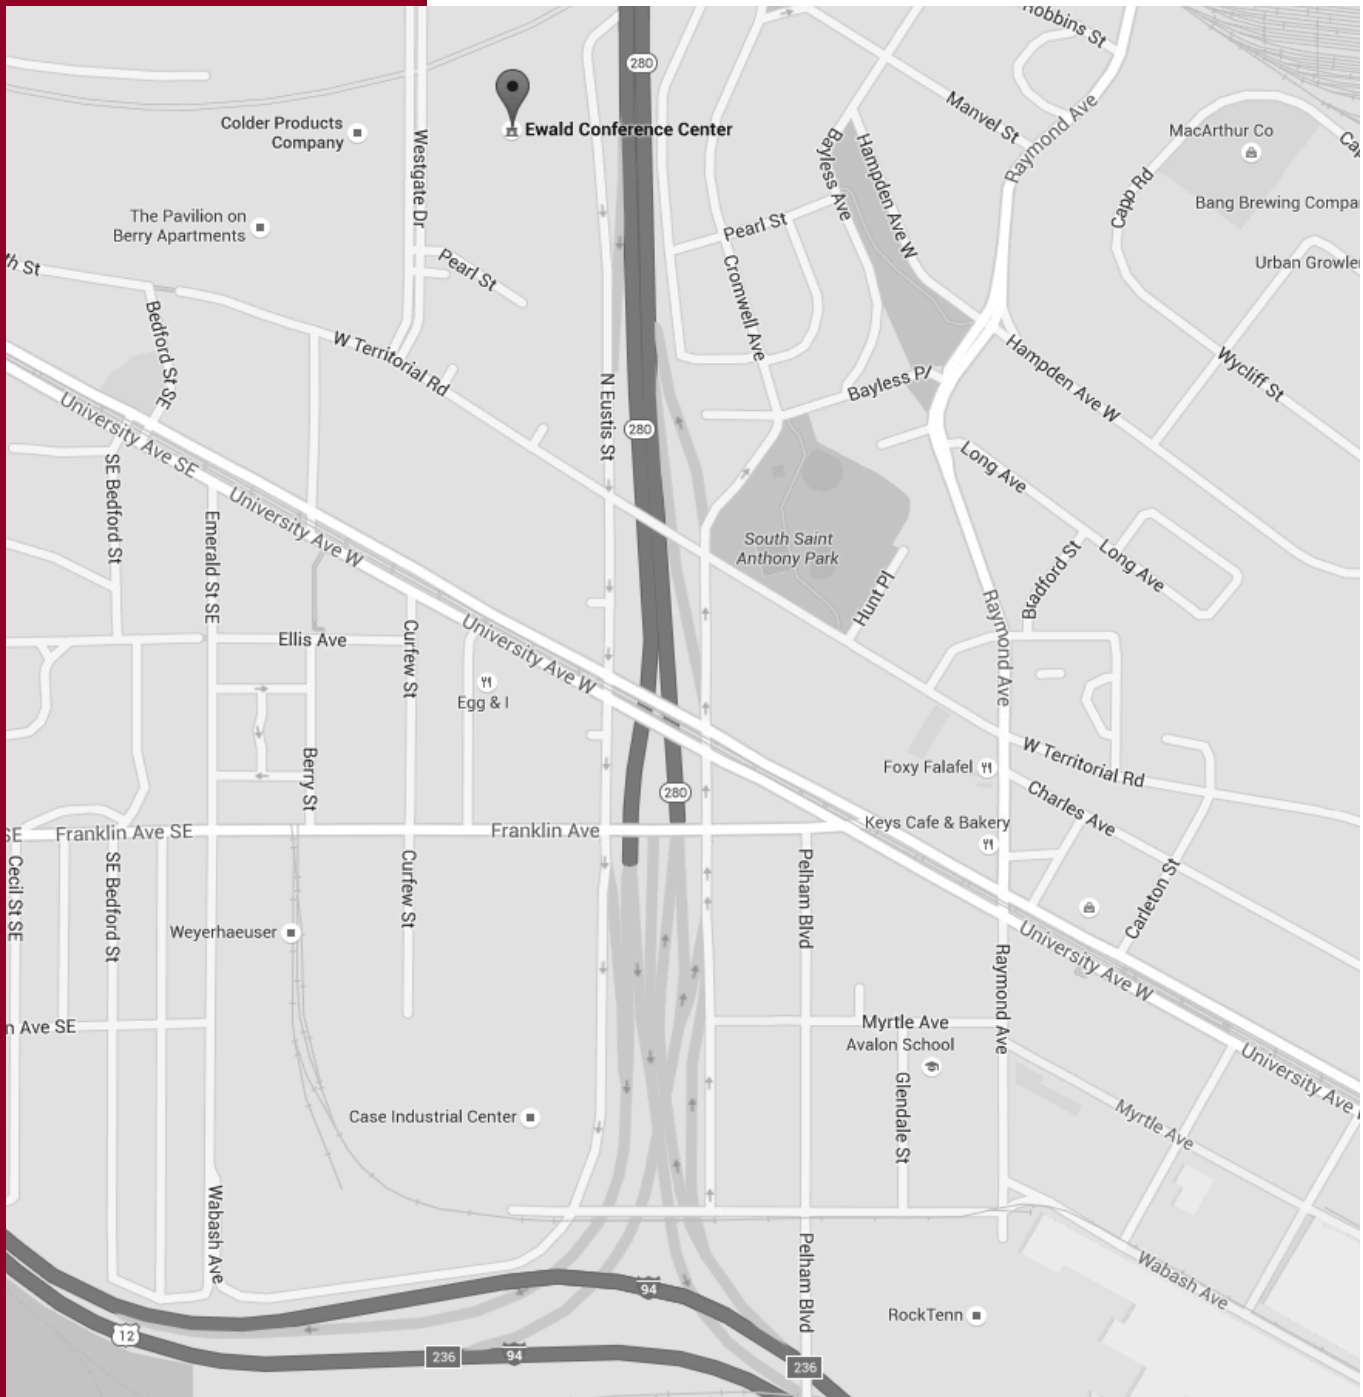 280
Robbins St
Manvel St
Raymond Ave
MacArthur Co
Colder Products
Company
Westgate Dr
Ewald Conference Center
Bayless Ave
Hampden Ave W
Capp Rd
Bang Brewing Compa
The Pavilion on
Berry Apartments
Pearl St
Pearl St
Urban Growle
th St
Bedford St SE
W Territorial Rd
Cromwell Ave
Hampden Ave W
Wycliff St
Bayless Pl
N Eustis St
280
University Ave SE
SE Bedford St
University Ave W
Emerald St SE
Long Ave
South Saint
Anthony Park
Long Ave
Bradford St
Hunt Pl
Ellis Ave
Curfew St
University Ave W
Raymond Ave
Egg & I
W Territorial Rd
Foxy Falafel
Berry St
280
Charles Ave
Keys Cafe & Bakery
SE
Franklin Ave SE
Franklin Ave
Cecil St SE
SE Bedford St
Curfew St
Pelham Blvd
Carleton St
Weyerhaeuser
University Ave W
Raymond Ave
n Ave SE
Myrtle Ave
Avalon School
University Ave
Glendale St
Case Industrial Center
Myrtle Ave
Wabash Ave
Pelham Blvd
Wabash Ave
94
RockTenn
12
236
94
236